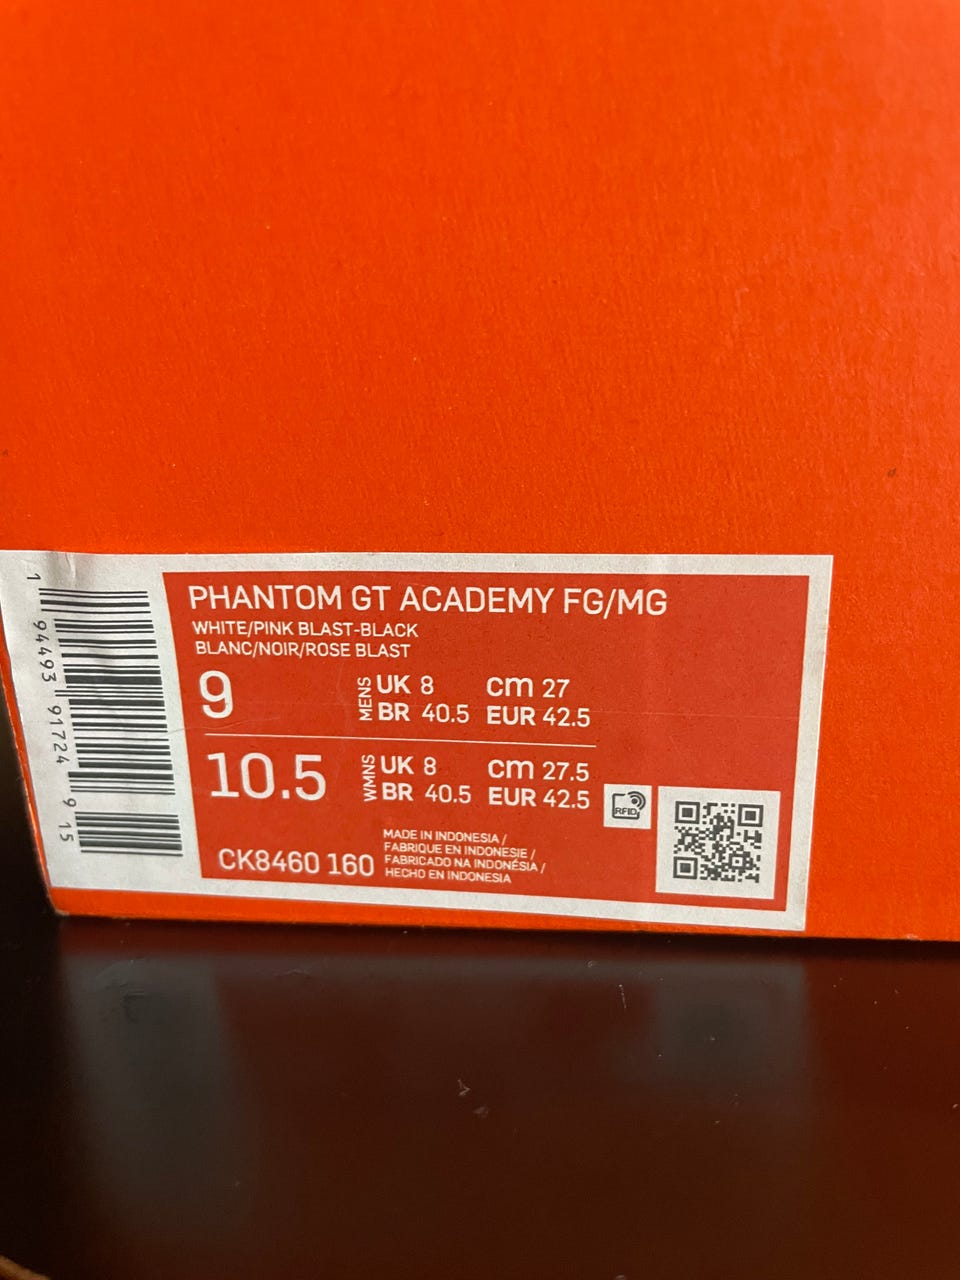 PHANTOM GT ACADEMY FG/MG
WHITE/PINK BLAST-BLACK
BLANC/NOIR/ROSE BLAST
9 MENS UK 8 cm 27
BR 40.5 EUR 42.5
10.5 WMNS UK 8 cm 27.5
BR 40.5 EUR 42.5
RFID
CK8460 160
MADE IN INDONESIA /
FABRIQUE EN INDONESIE /
FABRICADO NA INDONÉSIA /
HECHO EN INDONESIA
1 94493 91724 9 15